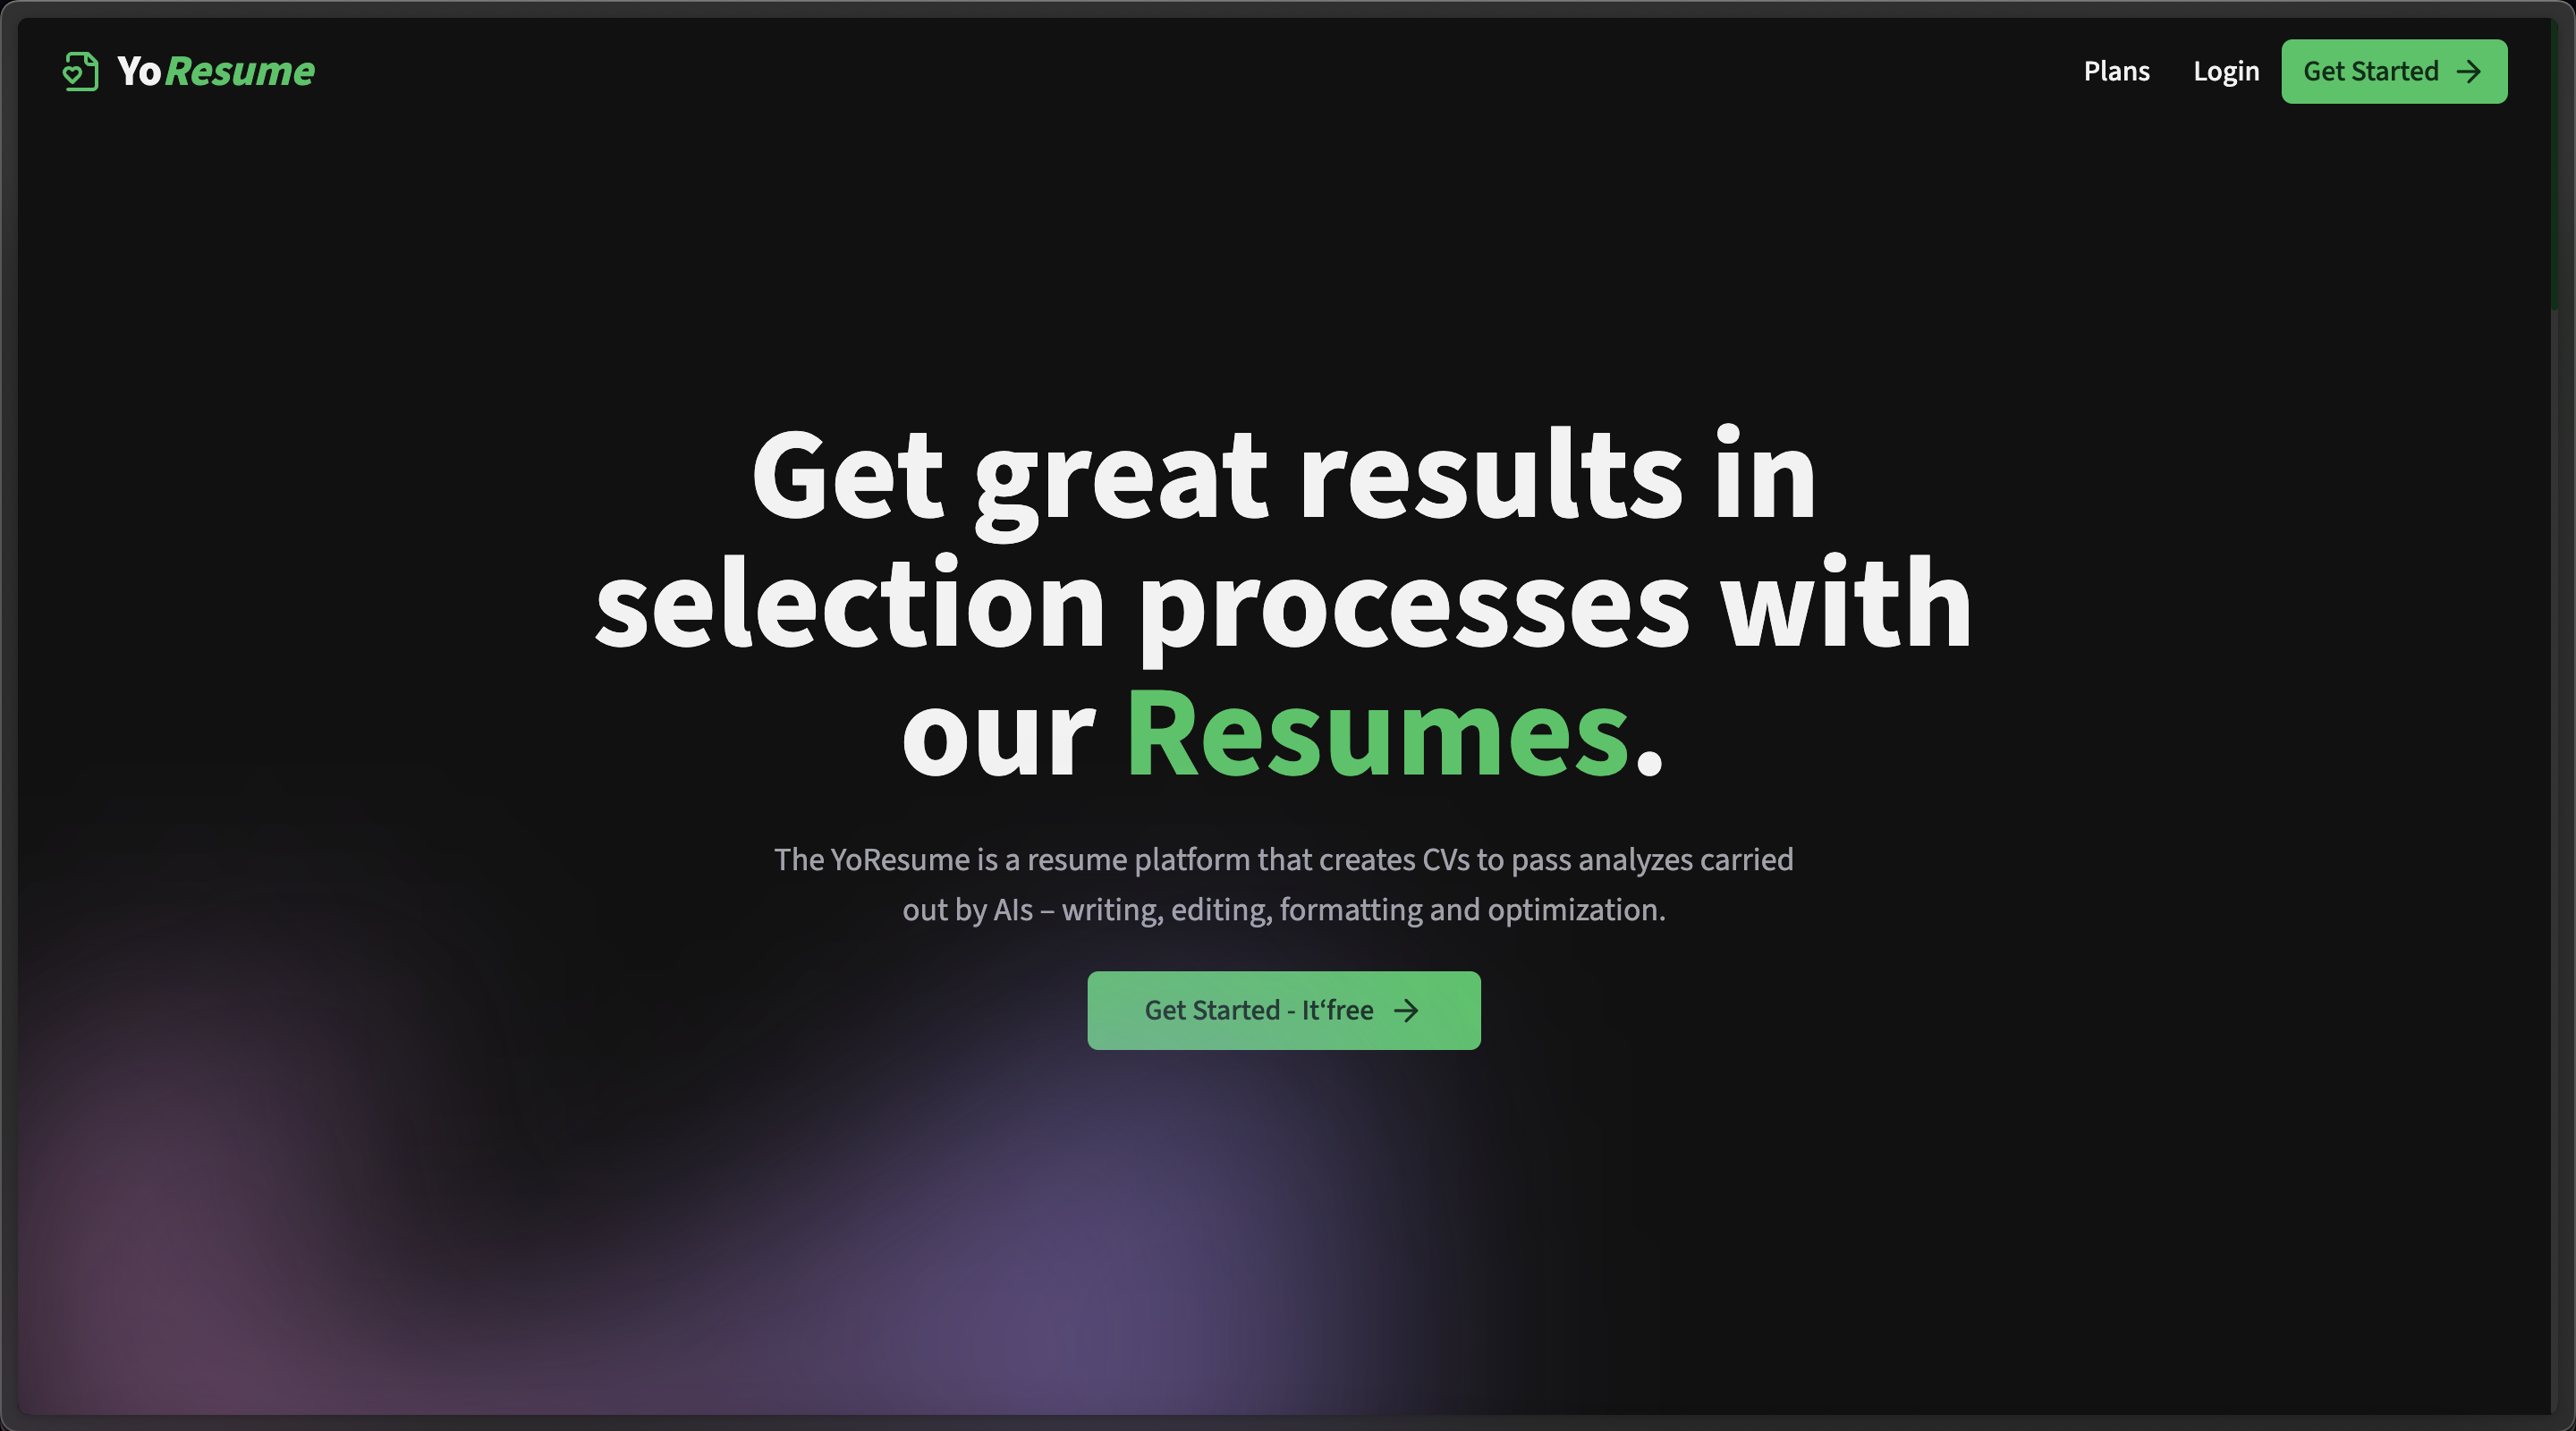 YoResume
Plans
Login
Get Started
Get great results in
selection processes with
our Resumes.
The YoResume is a resume platform that creates CVs to pass analyzes carried
out by AIs – writing, editing, formatting and optimization.
Get Started - It‘free